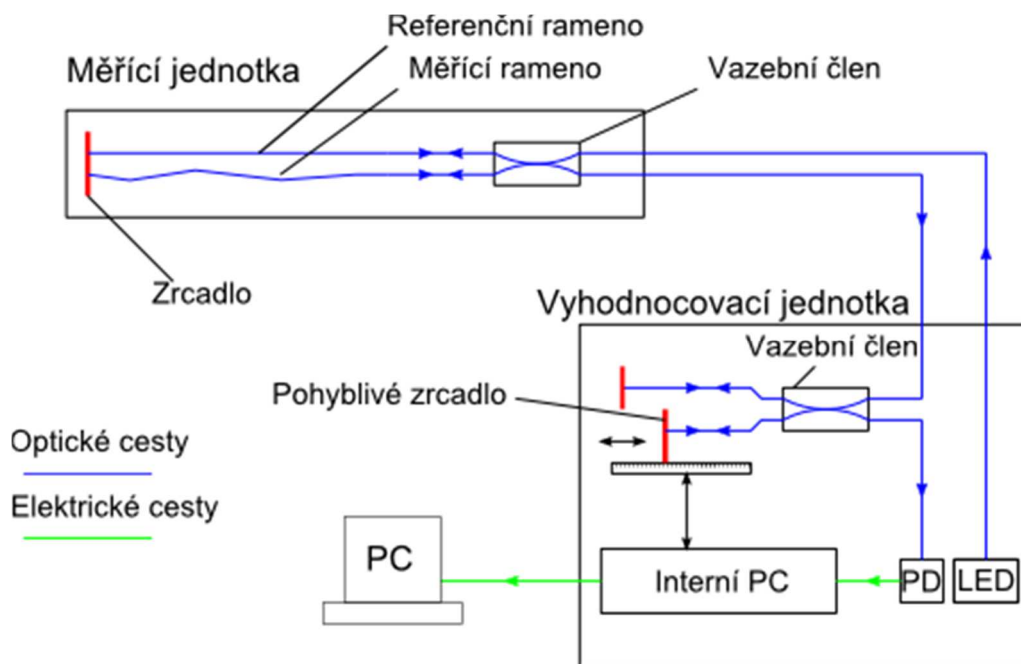 Referenční rameno
Měřící jednotka
Měřící rameno
Vazební člen
Zrcadlo
Vyhodnocovací jednotka
Vazební člen
Pohyblivé zrcadlo
Optické cesty
Elektrické cesty
PC
Interní PC
PD
LED